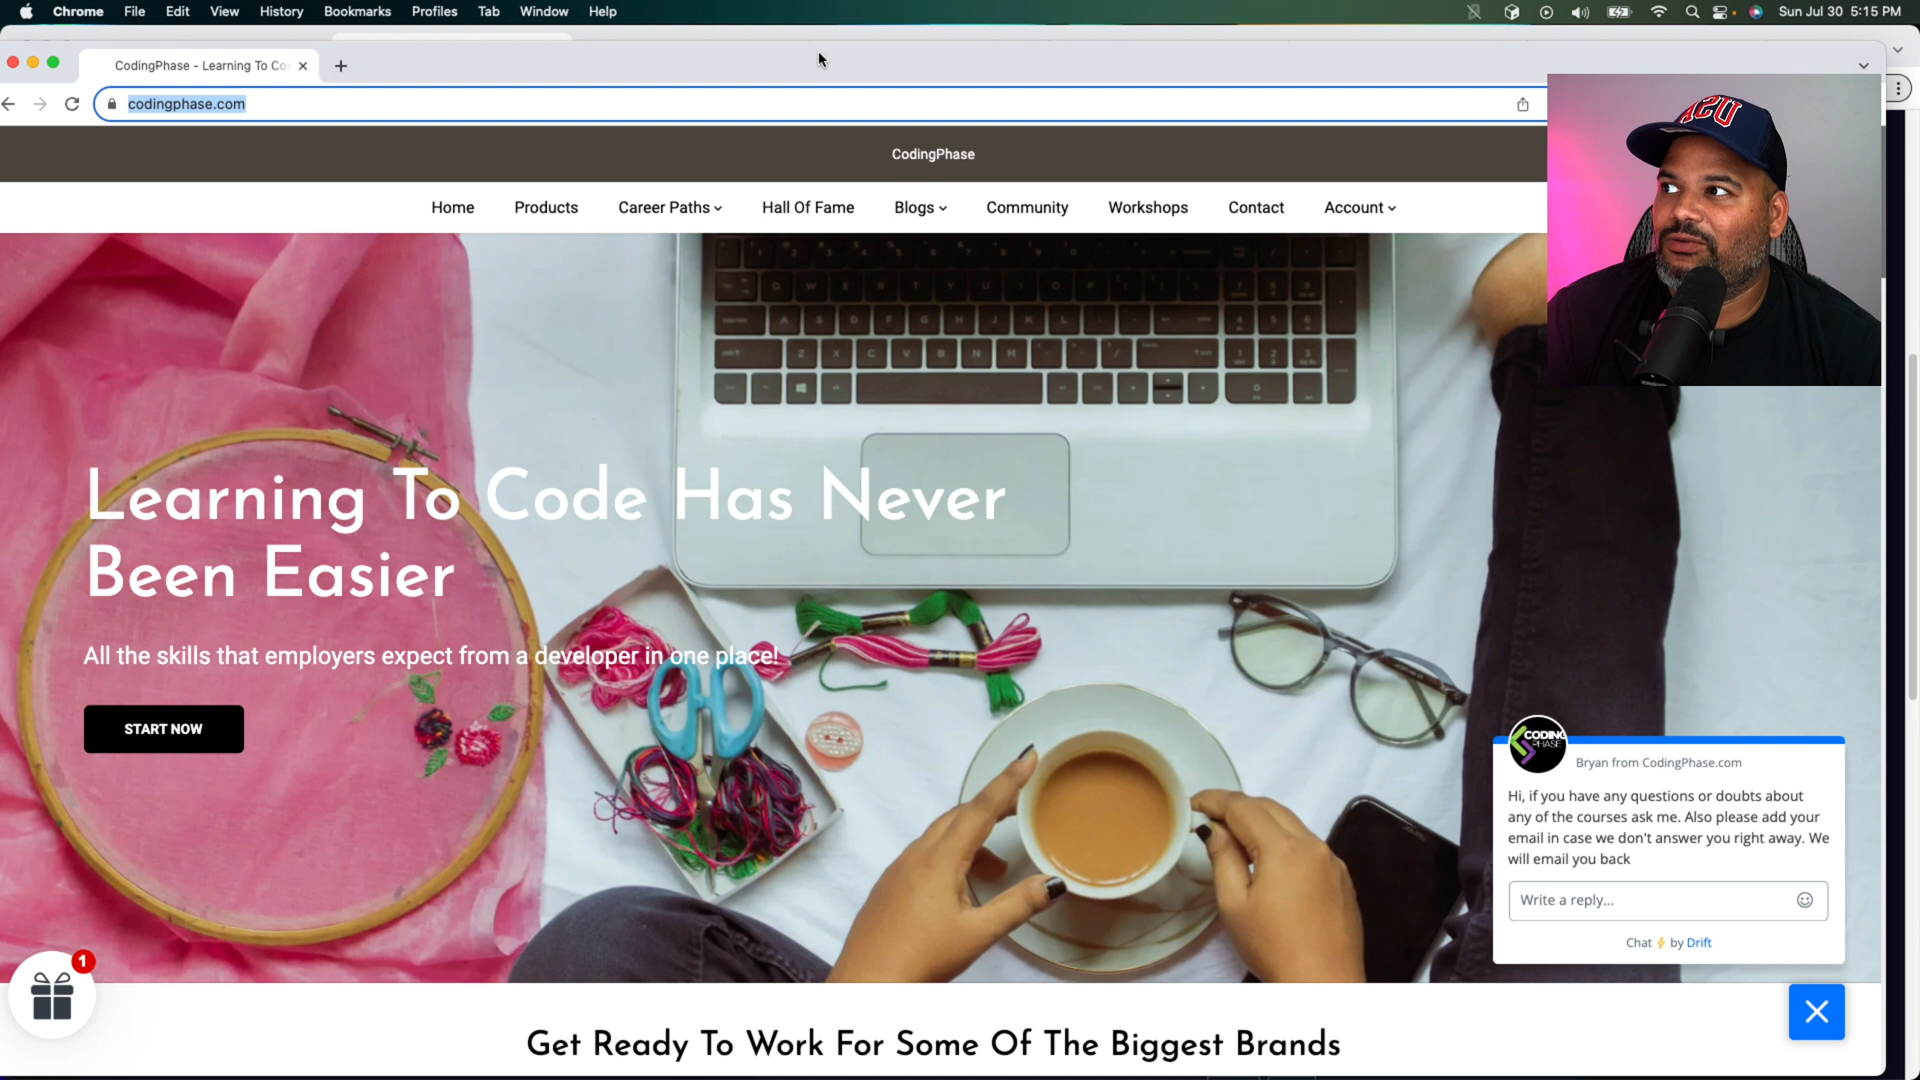 Chrome File Edit View History Bookmarks Profiles Tab Window Help
Sun Jul 30 5:15 PM
CodingPhase - Learning To Co
codingphase.com
CodingPhase
Home Products Career Paths Hall Of Fame Blogs Community Workshops Contact Account
USA
Learning To Code Has Never
Been Easier
All the skills that employers expect from a developer in one place!
START NOW
CODING
PHASE
Bryan from CodingPhase.com
Hi, if you have any questions or doubts about
any of the courses ask me. Also please add your
email in case we don't answer you right away. We
will email you back
Write a reply...
Chat ⚡ by Drift
1
Get Ready To Work For Some Of The Biggest Brands